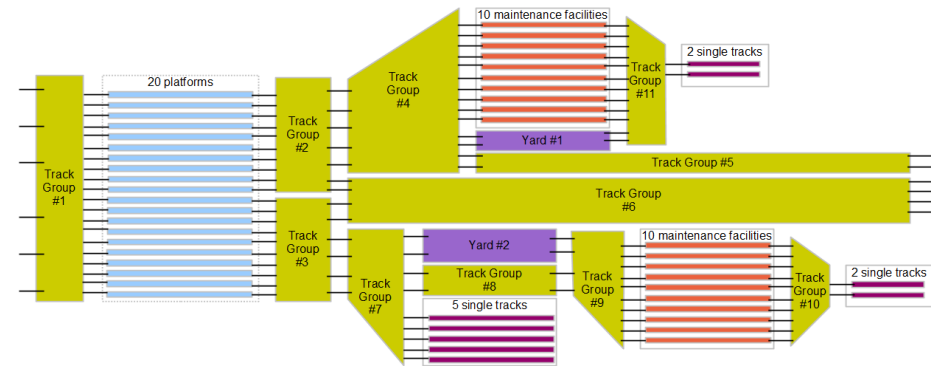 10 maintenance facilities
2 single tracks
20 platforms
Track
Group
#1
Track
Group
#2
Track
Group
#4
Track
Group
#11
Yard #1
Track Group #5
Track Group
#6
Track
Group
#3
Track
Group
#7
Yard #2
Track Group
#8
5 single tracks
Track
Group
#9
10 maintenance facilities
Track
Group
#10
2 single tracks